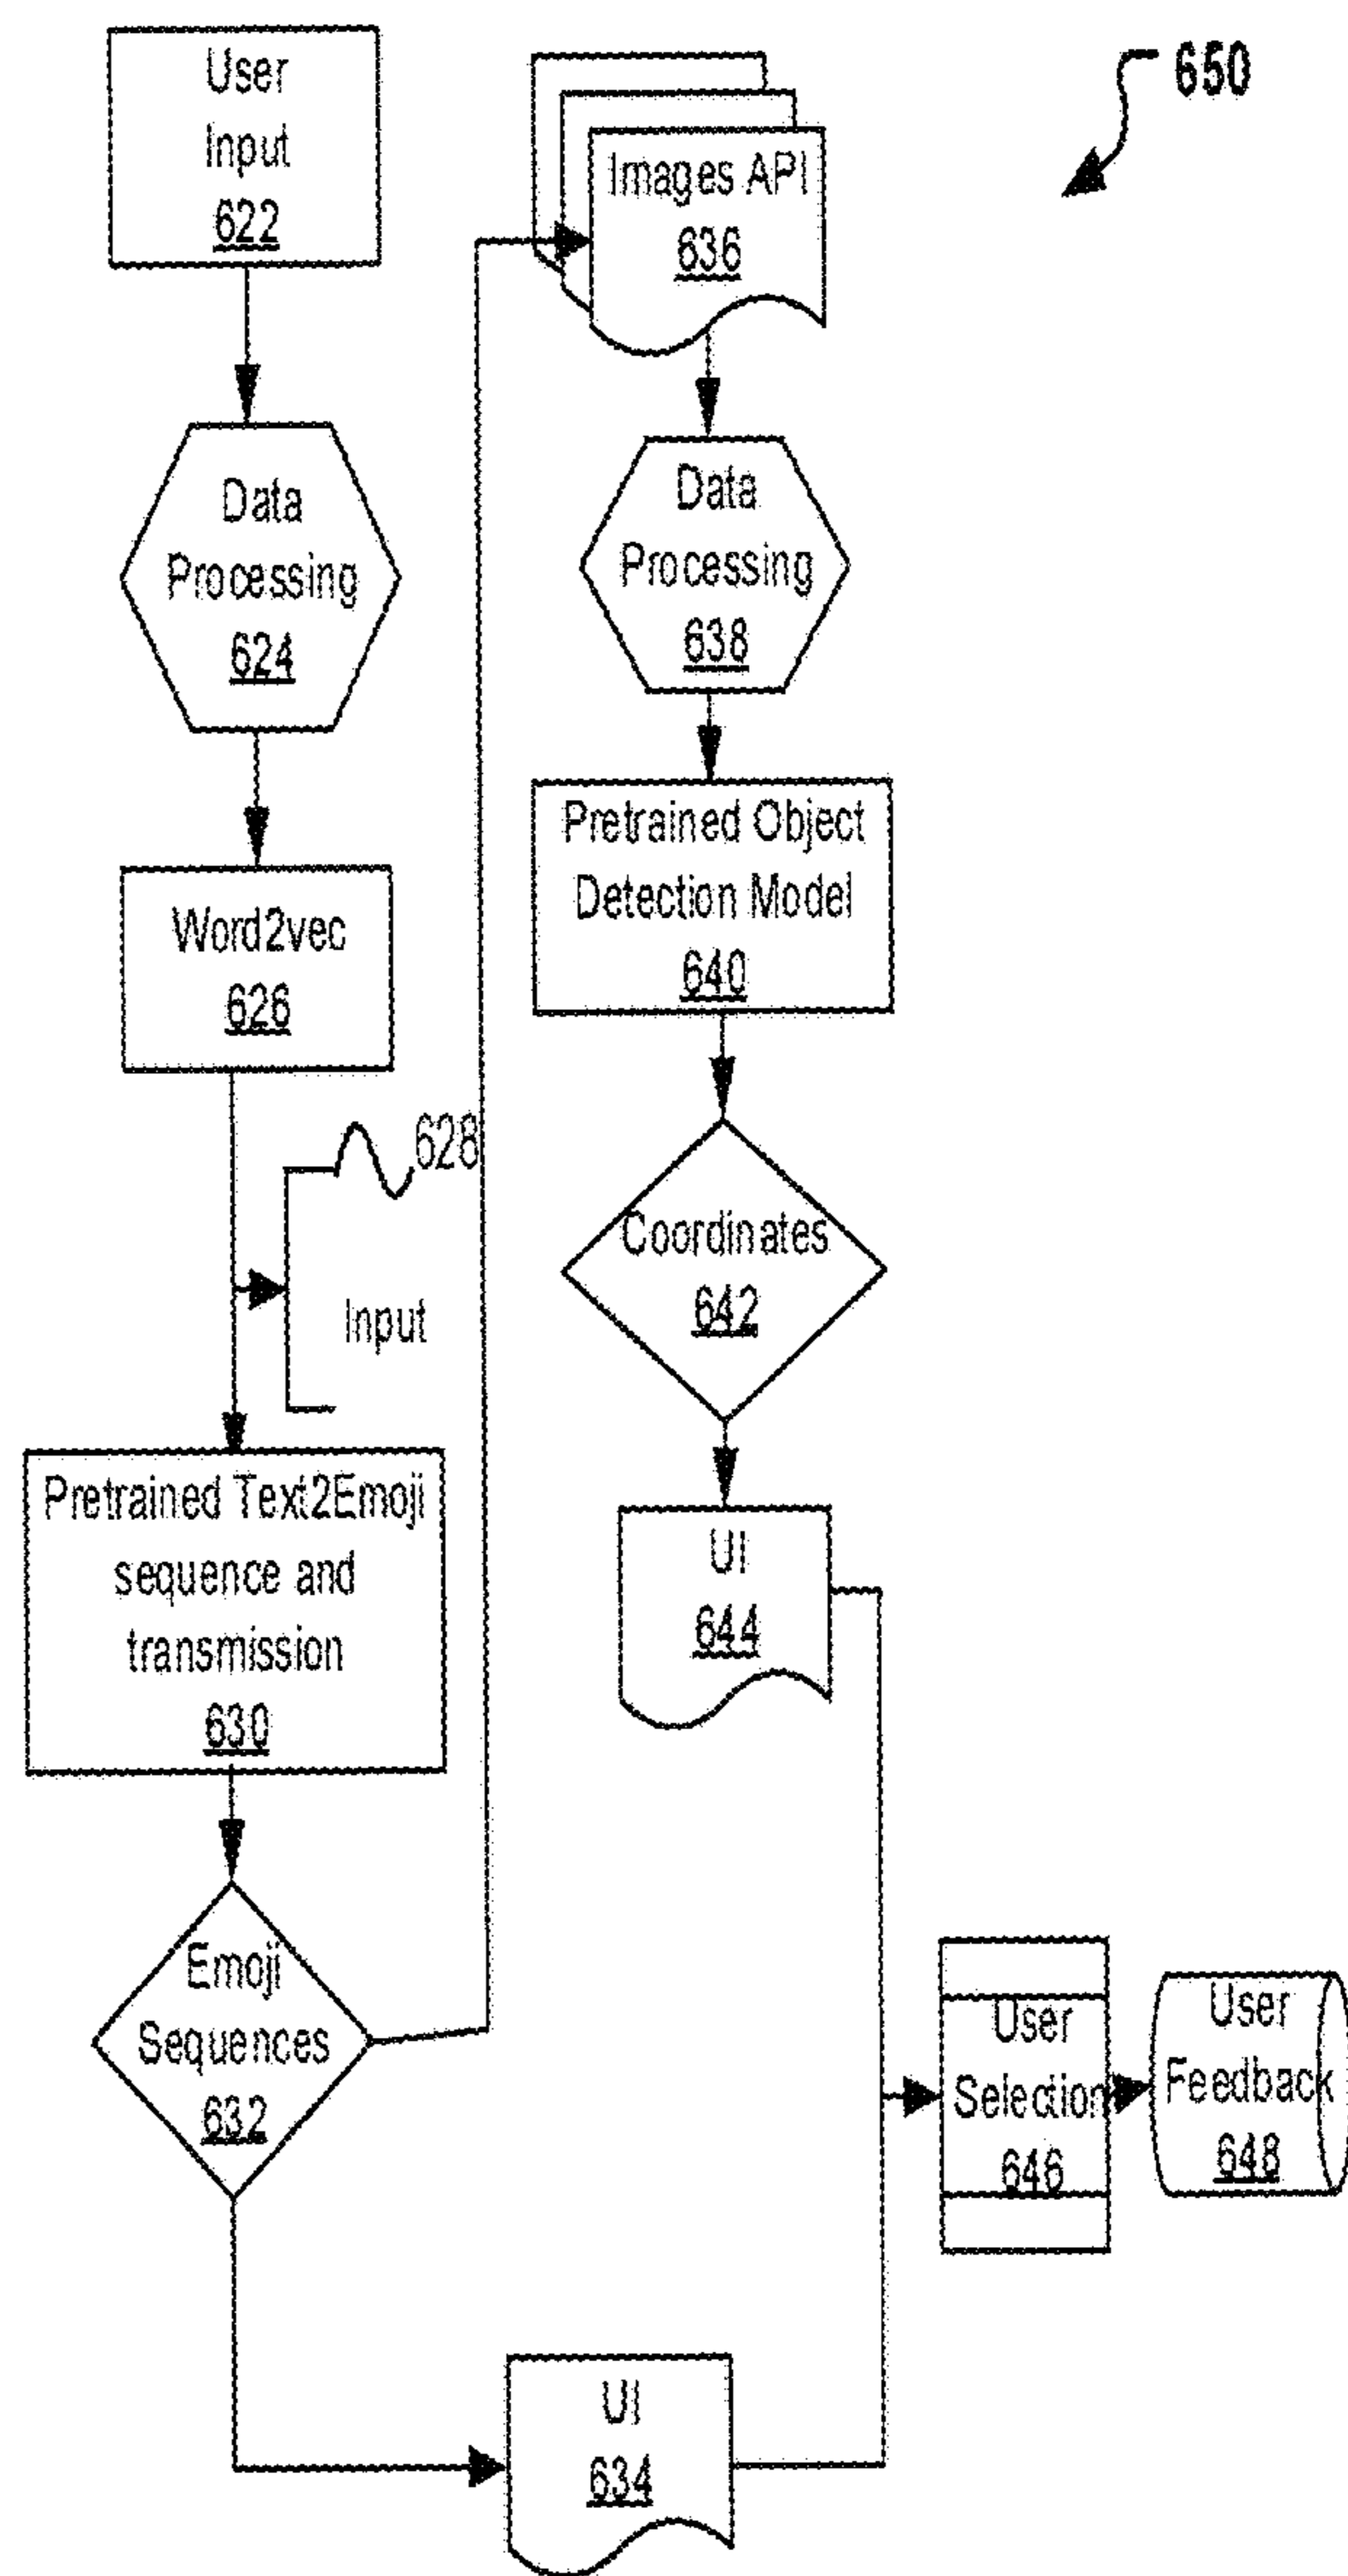 User
Input
622
Data
Processing
624
Word2vec
626
628
Input
Pretrained Text2Emoji
sequence and
transmission
630
Emoji
Sequences
632
UI
634
Images API
636
Data
Processing
638
Pretrained Object
Detection Model
640
Coordinates
642
UI
644
User
Selection
646
User
Feedback
648
650